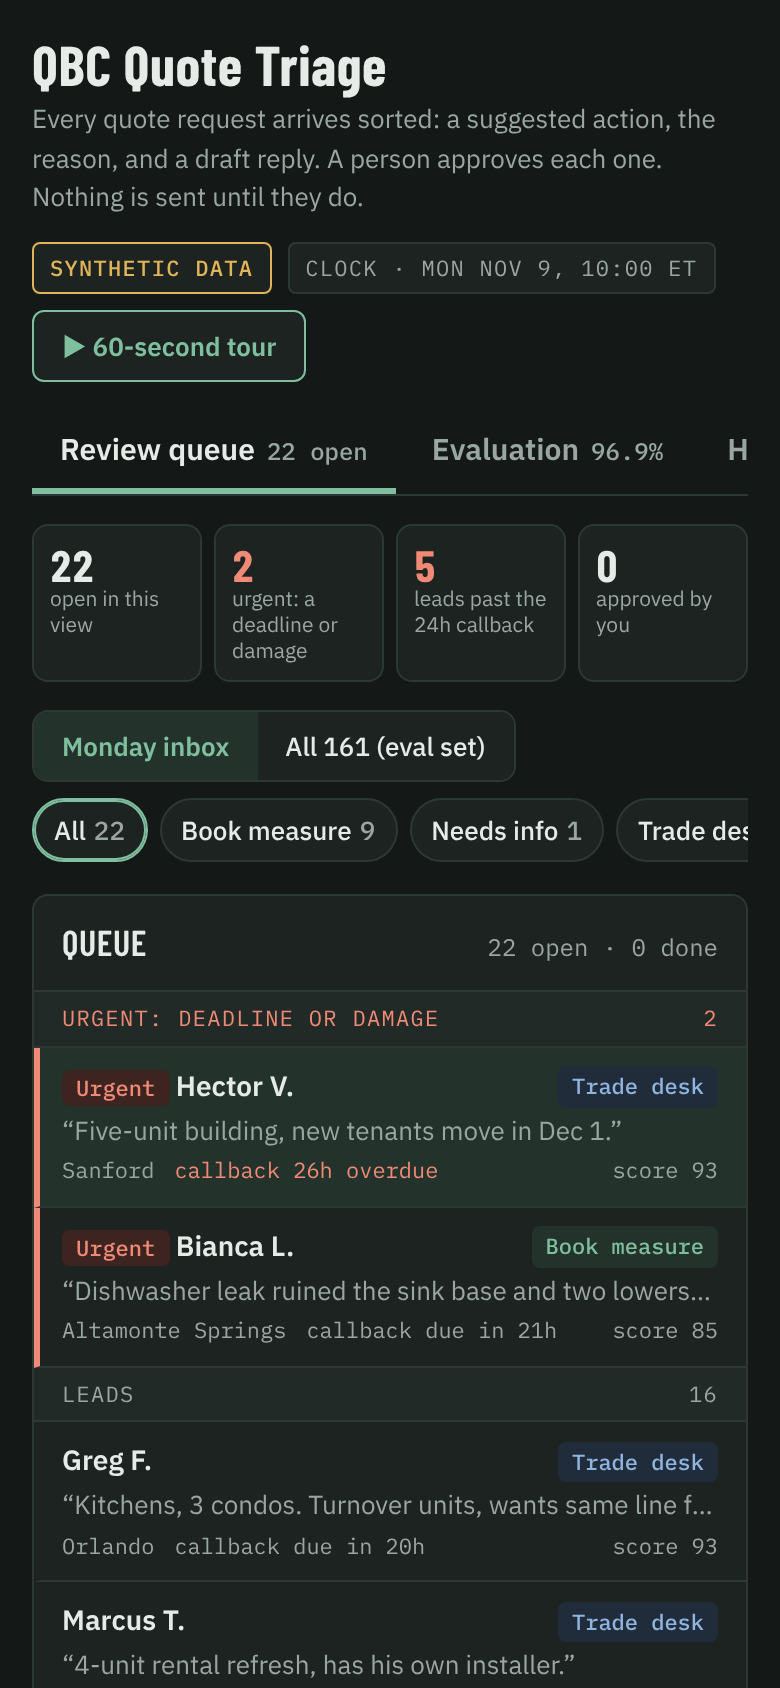 QBC Quote Triage
Every quote request arrives sorted: a suggested action, the
reason, and a draft reply. A person approves each one.
Nothing is sent until they do.
SYNTHETIC DATA
CLOCK · MON NOV 9, 10:00 ET
▶ 60-second tour
Review queue 22 open
Evaluation 96.9%
H
22
open in this
view
2
urgent: a
deadline or
damage
5
leads past the
24h callback
0
approved by
you
Monday inbox
All 161 (eval set)
All 22
Book measure 9
Needs info 1
Trade des
QUEUE
22 open · 0 done
URGENT: DEADLINE OR DAMAGE 2
Urgent Hector V. Trade desk
“Five-unit building, new tenants move in Dec 1.”
Sanford callback 26h overdue score 93
Urgent Bianca L. Book measure
“Dishwasher leak ruined the sink base and two lowers…
Altamonte Springs callback due in 21h score 85
LEADS 16
Greg F. Trade desk
“Kitchens, 3 condos. Turnover units, wants same line f…
Orlando callback due in 20h score 93
Marcus T. Trade desk
“4-unit rental refresh, has his own installer.”